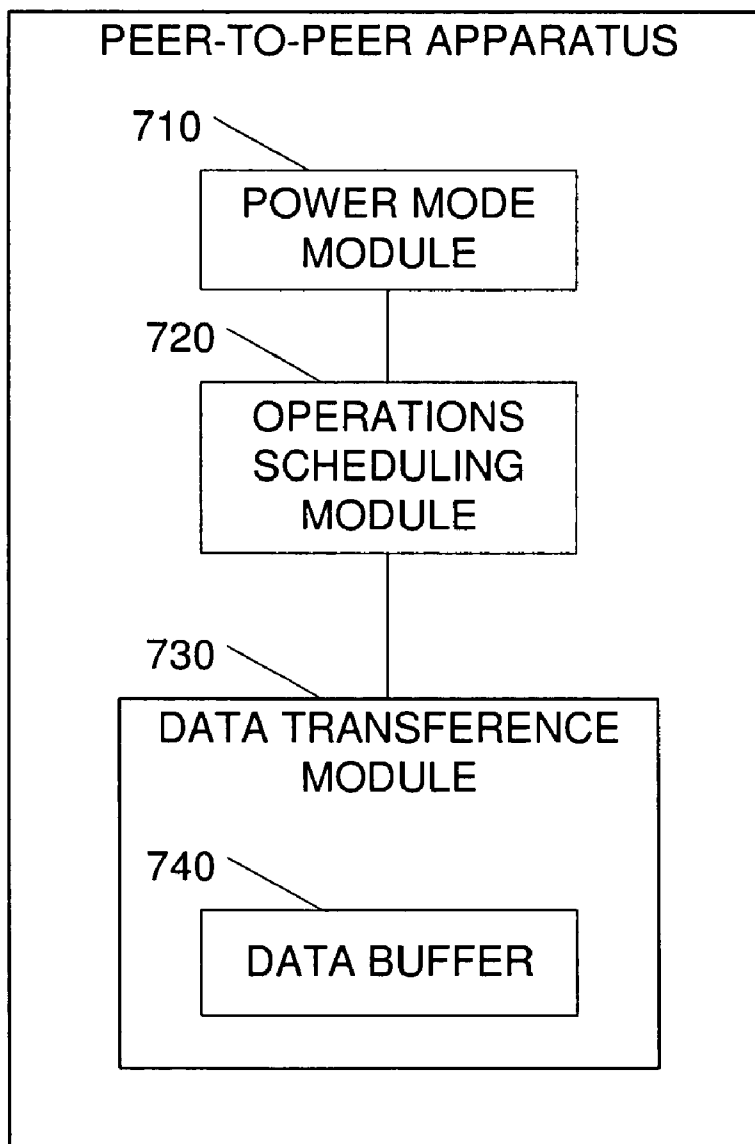 PEER-TO-PEER APPARATUS
710
POWER MODE
MODULE
720
OPERATIONS
SCHEDULING
MODULE
730
DATA TRANSFERENCE
MODULE
740
DATA BUFFER